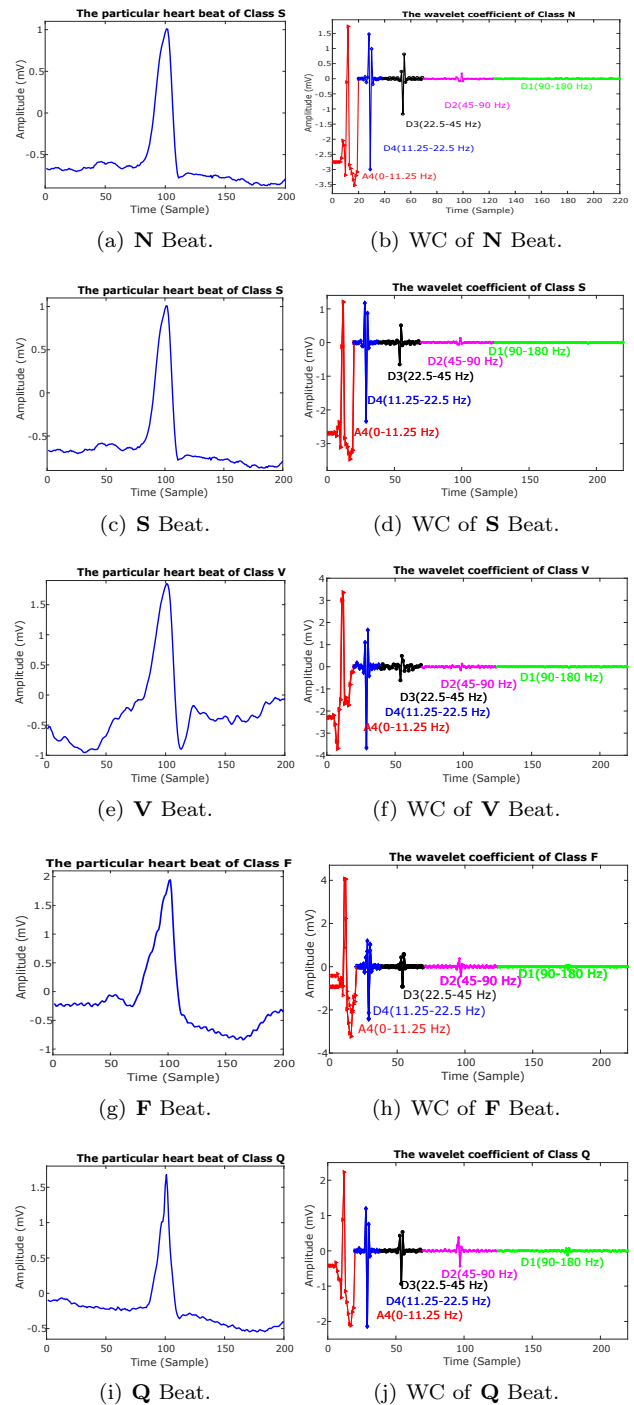 The particular heart beat of Class S
Amplitude (mV)
1
0.5
0
-0.5
0 50 100 150 200
Time (Sample)
(a) N Beat.
The wavelet coefficient of Class N
Amplitude (mV)
1.5
1
0.5
0
-0.5
-1
-1.5
-2
-2.5
-3
-3.5
D1(90-180 Hz)
D2(45-90 Hz)
D3(22.5-45 Hz)
D4(11.25-22.5 Hz)
A4(0-11.25 Hz)
0 20 40 60 80 100 120 140 160 180 200 220
Time (Sample)
(b) WC of N Beat.
The particular heart beat of Class S
Amplitude (mV)
1
0.5
0
-0.5
0 50 100 150 200
Time (Sample)
(c) S Beat.
The wavelet coefficient of Class S
Amplitude (mV)
1
0
-1
-2
-3
D1(90-180 Hz)
D2(45-90 Hz)
D3(22.5-45 Hz)
D4(11.25-22.5 Hz)
A4(0-11.25 Hz)
0 50 100 150 200
Time (Sample)
(d) WC of S Beat.
The particular heart beat of Class V
Amplitude (mV)
1.5
1
0.5
0
-0.5
-1
0 50 100 150 200
Time (Sample)
(e) V Beat.
The wavelet coefficient of Class V
Amplitude (mV)
4
3
2
1
0
-1
-2
-3
-4
D1(90-180 Hz)
D2(45-90 Hz)
D3(22.5-45 Hz)
D4(11.25-22.5 Hz)
A4(0-11.25 Hz)
0 50 100 150 200
Time (Sample)
(f) WC of V Beat.
The particular heart beat of Class F
Amplitude (mV)
2
1.5
1
0.5
0
-0.5
-1
0 50 100 150 200
Time (Sample)
(g) F Beat.
The wavelet coefficient of Class F
Amplitude (mV)
4
2
0
-2
-4
D1(90-180 Hz)
D2(45-90 Hz)
D3(22.5-45 Hz)
D4(11.25-22.5 Hz)
A4(0-11.25 Hz)
0 50 100 150 200
Time (Sample)
(h) WC of F Beat.
The particular heart beat of Class Q
Amplitude (mV)
1.5
1
0.5
0
-0.5
0 50 100 150 200
Time (Sample)
(i) Q Beat.
The wavelet coefficient of Class Q
Amplitude (mV)
2
1
0
-1
-2
D1(90-180 Hz)
D2(45-90 Hz)
D3(22.5-45 Hz)
D4(11.25-22.5 Hz)
A4(0-11.25 Hz)
0 50 100 150 200
Time (Sample)
(j) WC of Q Beat.